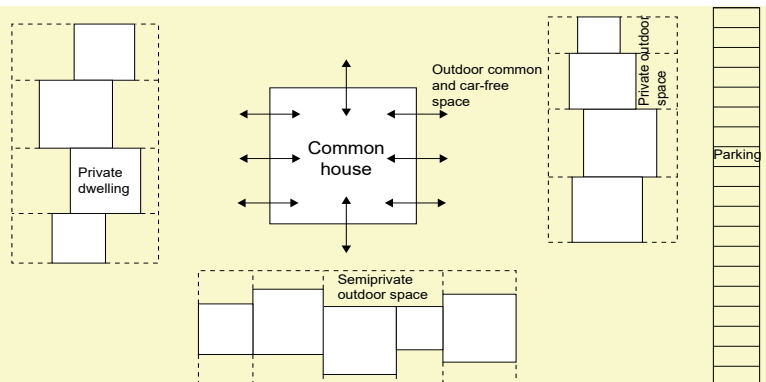 Outdoor common
and car-free
space
Private outdoor
space
Common
house
Parking
Private
dwelling
Semiprivate
outdoor space